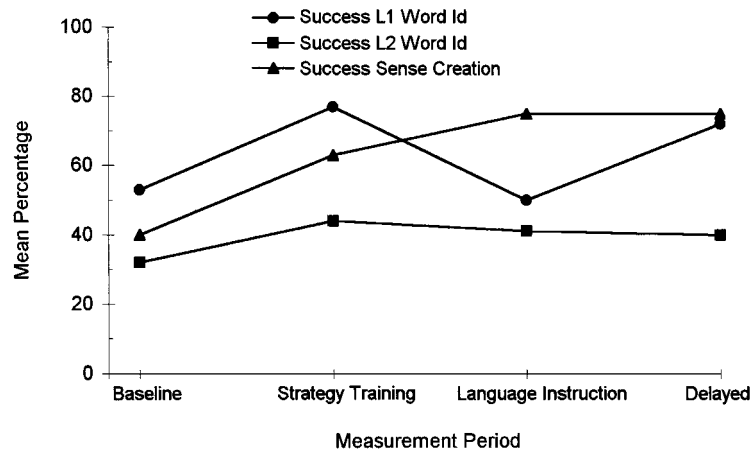 Success L1 Word Id
Success L2 Word Id
Success Sense Creation
100
80
60
40
20
0
Mean Percentage
Baseline
Strategy Training
Language Instruction
Delayed
Measurement Period